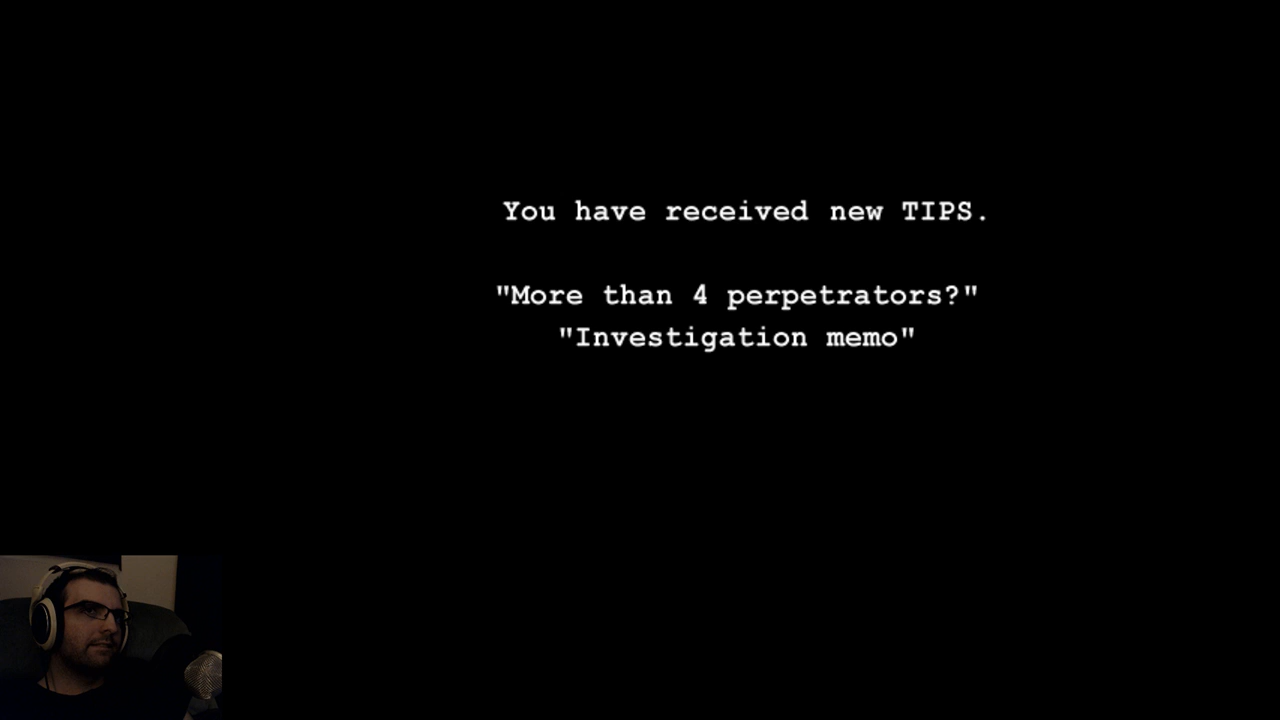 You have received new TIPS.
"More than 4 perpetrators?"
"Investigation memo"